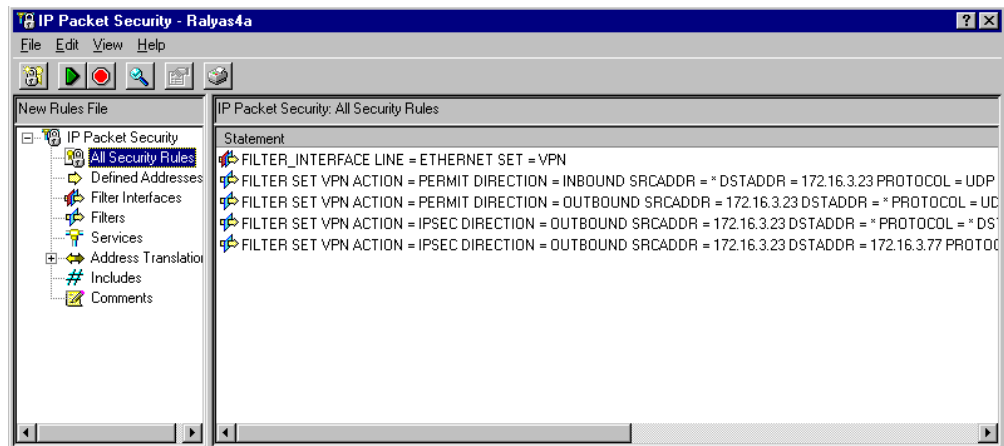 IP Packet Security - Ralyas4a
File Edit View Help
New Rules File
IP Packet Security: All Security Rules
IP Packet Security
All Security Rules
Defined Addresses
Filter Interfaces
Filters
Services
Address Translation
Includes
Comments
Statement
FILTER_INTERFACE LINE = ETHERNET SET = VPN
FILTER SET VPN ACTION = PERMIT DIRECTION = INBOUND SRCADDR = * DSTADDR = 172.16.3.23 PROTOCOL = UDP
FILTER SET VPN ACTION = PERMIT DIRECTION = OUTBOUND SRCADDR = 172.16.3.23 DSTADDR = * PROTOCOL = UD
FILTER SET VPN ACTION = IPSEC DIRECTION = OUTBOUND SRCADDR = 172.16.3.23 DSTADDR = * PROTOCOL = * DST
FILTER SET VPN ACTION = IPSEC DIRECTION = OUTBOUND SRCADDR = 172.16.3.23 DSTADDR = 172.16.3.77 PROTOC